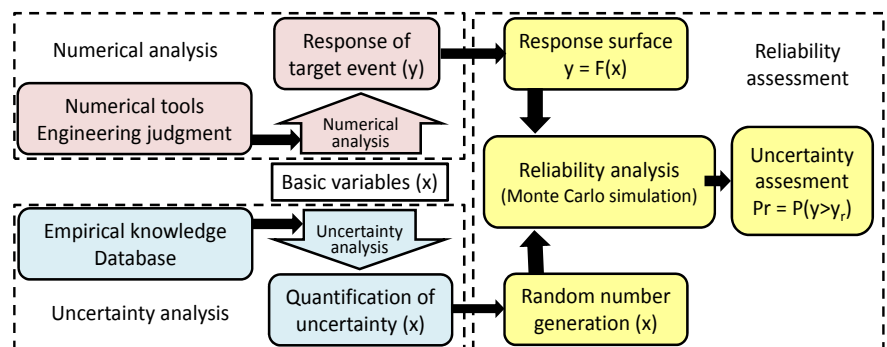 Numerical analysis
Response of
target event (y)
Numerical tools
Engineering judgment
Numerical
analysis
Basic variables (x)
Empirical knowledge
Database
Uncertainty
analysis
Uncertainty analysis
Quantification of
uncertainty (x)
Response surface
y = F(x)
Reliability
assessment
Reliability analysis
(Monte Carlo simulation)
Uncertainty
assesment
Pr = P(y>yr)
Random number
generation (x)